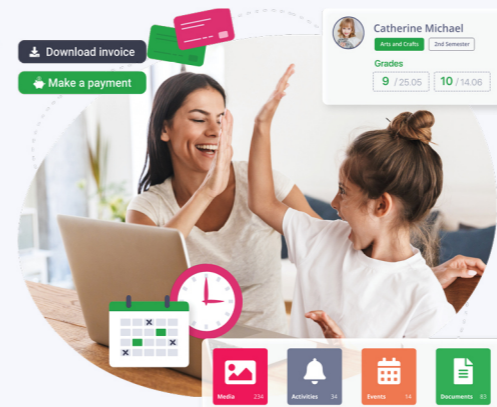 Download invoice
Make a payment
Catherine Michael
Arts and Crafts 2nd Semester
Grades
9 / 25.05 10 / 14.06
Media 234 Activities 34 Events 14 Documents 83